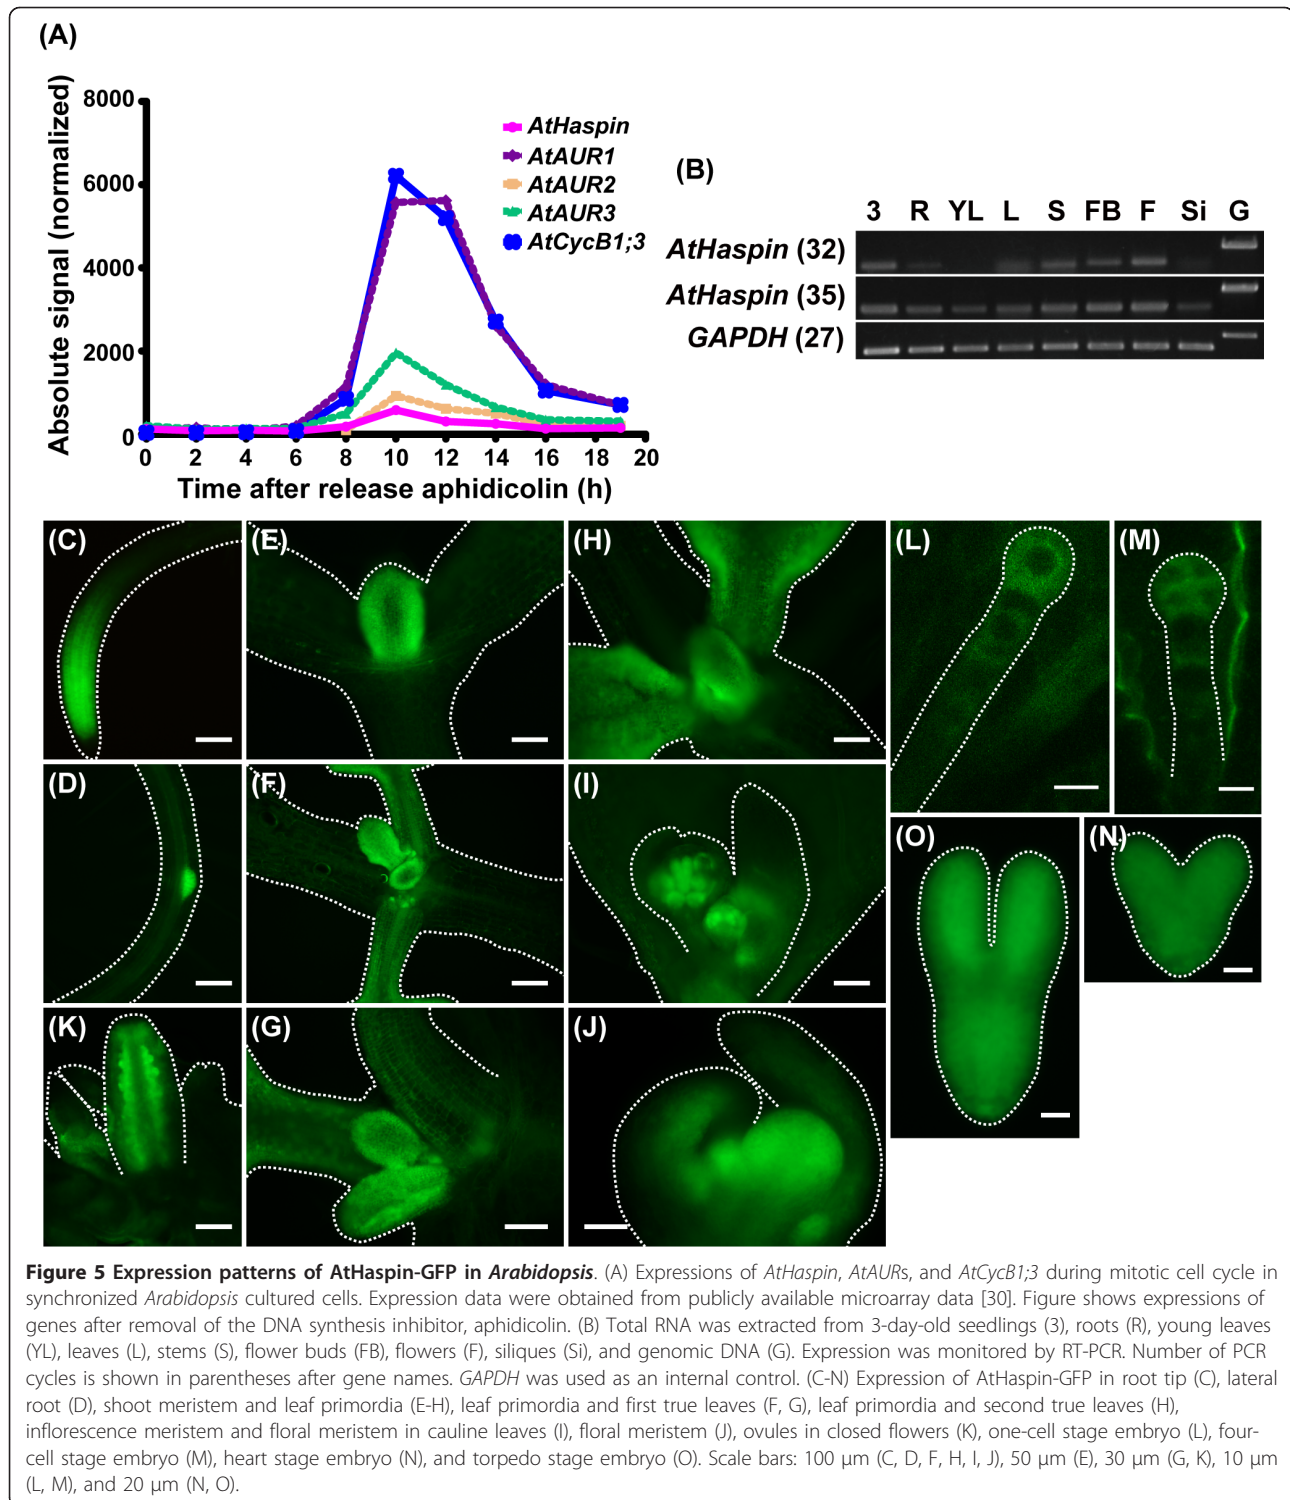 (A)
Absolute signal (normalized)
8000
6000
4000
2000
0
0 2 4 6 8 10 12 14 16 18 20
Time after release aphidicolin (h)
AtHaspin
AtAUR1
AtAUR2
AtAUR3
AtCycB1;3
(B)
3 R YL L S FB F Si G
AtHaspin (32)
AtHaspin (35)
GAPDH (27)
(C)
(E)
(H)
(L)
(M)
(D)
(F)
(I)
(O)
(N)
(K)
(G)
(J)
Figure 5 Expression patterns of AtHaspin-GFP in Arabidopsis. (A) Expressions of AtHaspin, AtAURs, and AtCycB1;3 during mitotic cell cycle in
synchronized Arabidopsis cultured cells. Expression data were obtained from publicly available microarray data [30]. Figure shows expressions of
genes after removal of the DNA synthesis inhibitor, aphidicolin. (B) Total RNA was extracted from 3-day-old seedlings (3), roots (R), young leaves
(YL), leaves (L), stems (S), flower buds (FB), flowers (F), siliques (Si), and genomic DNA (G). Expression was monitored by RT-PCR. Number of PCR
cycles is shown in parentheses after gene names. GAPDH was used as an internal control. (C-N) Expression of AtHaspin-GFP in root tip (C), lateral
root (D), shoot meristem and leaf primordia (E-H), leaf primordia and first true leaves (F, G), leaf primordia and second true leaves (H),
inflorescence meristem and floral meristem in cauline leaves (I), floral meristem (J), ovules in closed flowers (K), one-cell stage embryo (L), four-
cell stage embryo (M), heart stage embryo (N), and torpedo stage embryo (O). Scale bars: 100 μm (C, D, F, H, I, J), 50 μm (E), 30 μm (G, K), 10 μm
(L, M), and 20 μm (N, O).